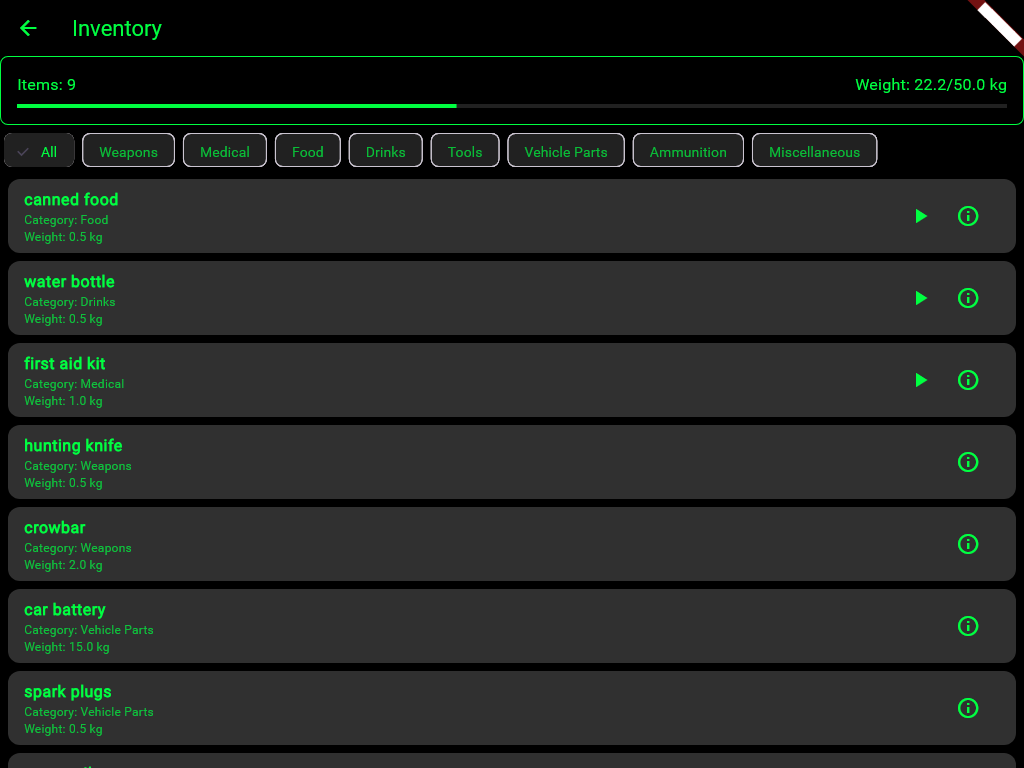 Inventory
Items: 9
Weight: 22.2/50.0 kg
All
Weapons
Medical
Food
Drinks
Tools
Vehicle Parts
Ammunition
Miscellaneous
canned food
Category: Food
Weight: 0.5 kg
water bottle
Category: Drinks
Weight: 0.5 kg
first aid kit
Category: Medical
Weight: 1.0 kg
hunting knife
Category: Weapons
Weight: 0.5 kg
crowbar
Category: Weapons
Weight: 2.0 kg
car battery
Category: Vehicle Parts
Weight: 15.0 kg
spark plugs
Category: Vehicle Parts
Weight: 0.5 kg